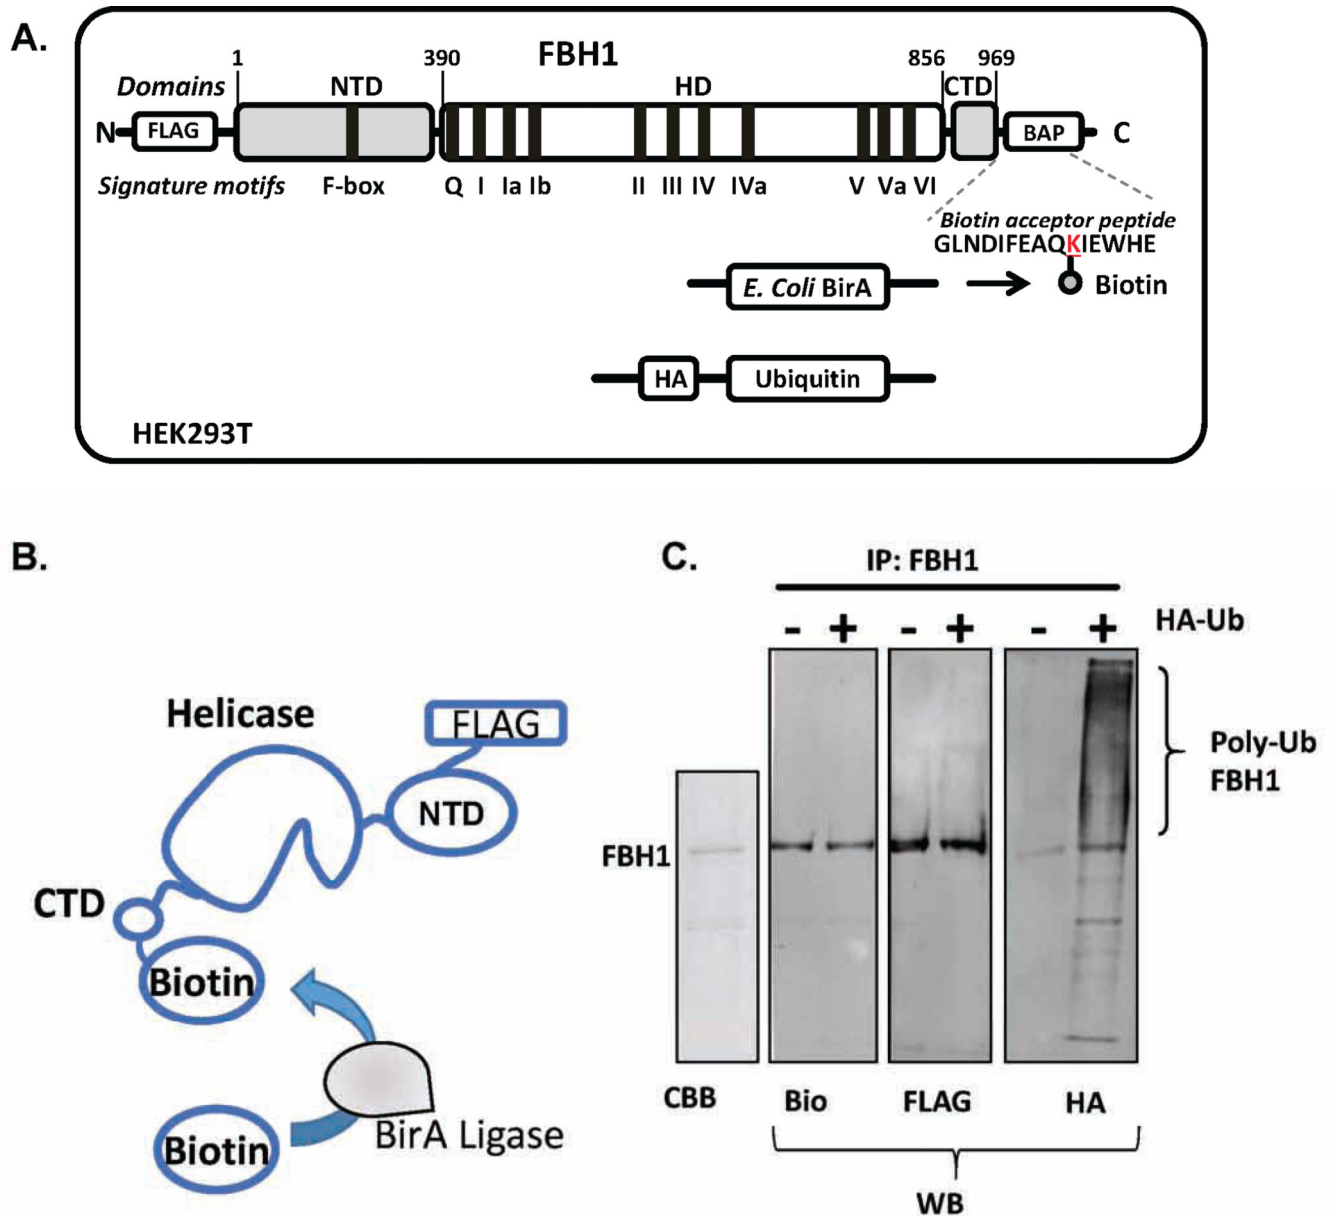 A.
FBH1
1 390 856 969
Domains NTD HD CTD
N FLAG BAP C
Signature motifs F-box Q I Ia Ib II III IV IVa V Va VI
Biotin acceptor peptide
GLNDIFEAQKIEWHE
E. Coli BirA Biotin
HA Ubiquitin
HEK293T
B.
Helicase
FLAG
NTD
CTD
Biotin
BirA Ligase
Biotin
C.
IP: FBH1
- + - + - + HA-Ub
Poly-Ub
FBH1
FBH1
CBB Bio FLAG HA
WB